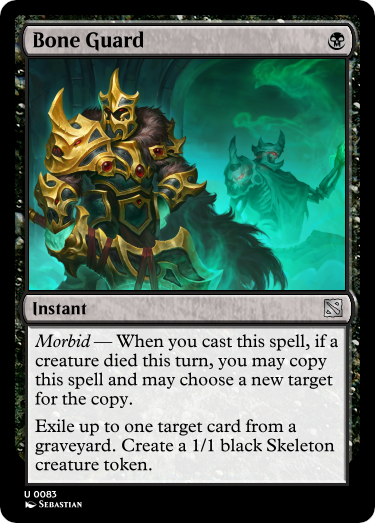 Bone Guard
Instant
Morbid — When you cast this spell, if a
creature died this turn, you may copy
this spell and may choose a new target
for the copy.
Exile up to one target card from a
graveyard. Create a 1/1 black Skeleton
creature token.
U 0083
Sebastian